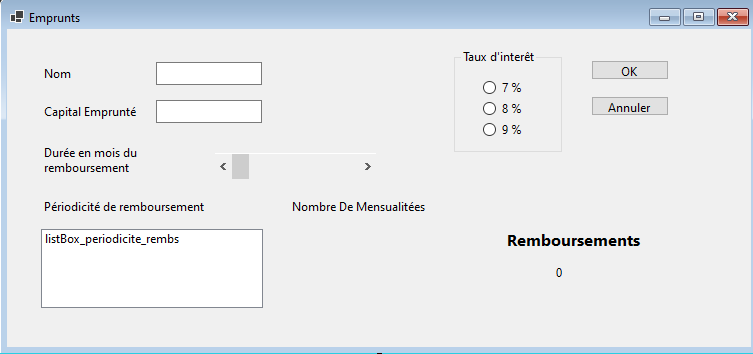 Emprunts
Nom
Capital Emprunté
Durée en mois du
remboursement
Périodicité de remboursement
listBox_periodicite_rembs
Nombre De Mensualitées
Taux d'interêt
7 %
8 %
9 %
OK
Annuler
Remboursements
0